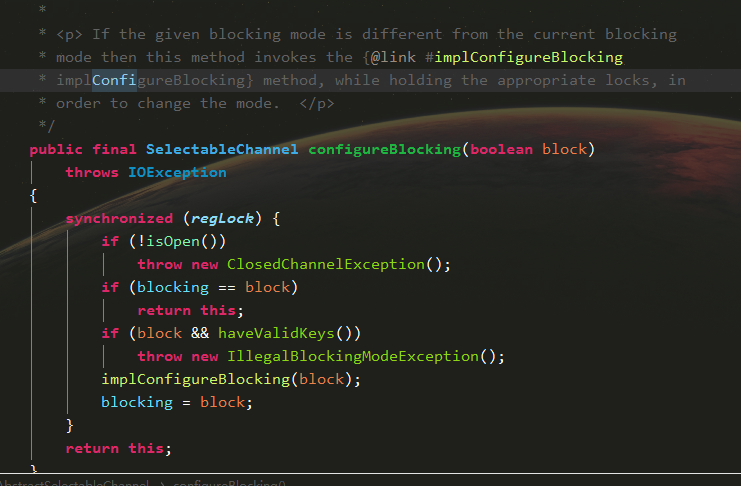 *
* <p> If the given blocking mode is different from the current blocking
* mode then this method invokes the {@link #implConfigureBlocking
* implConfigureBlocking} method, while holding the appropriate locks, in
* order to change the mode.  </p>
*/
public final SelectableChannel configureBlocking(boolean block)
    throws IOException
{
    synchronized (regLock) {
        if (!isOpen())
            throw new ClosedChannelException();
        if (blocking == block)
            return this;
        if (block && haveValidKeys())
            throw new IllegalBlockingModeException();
        implConfigureBlocking(block);
        blocking = block;
    }
    return this;
}
AbstractSelectableChannel > configureBlocking()